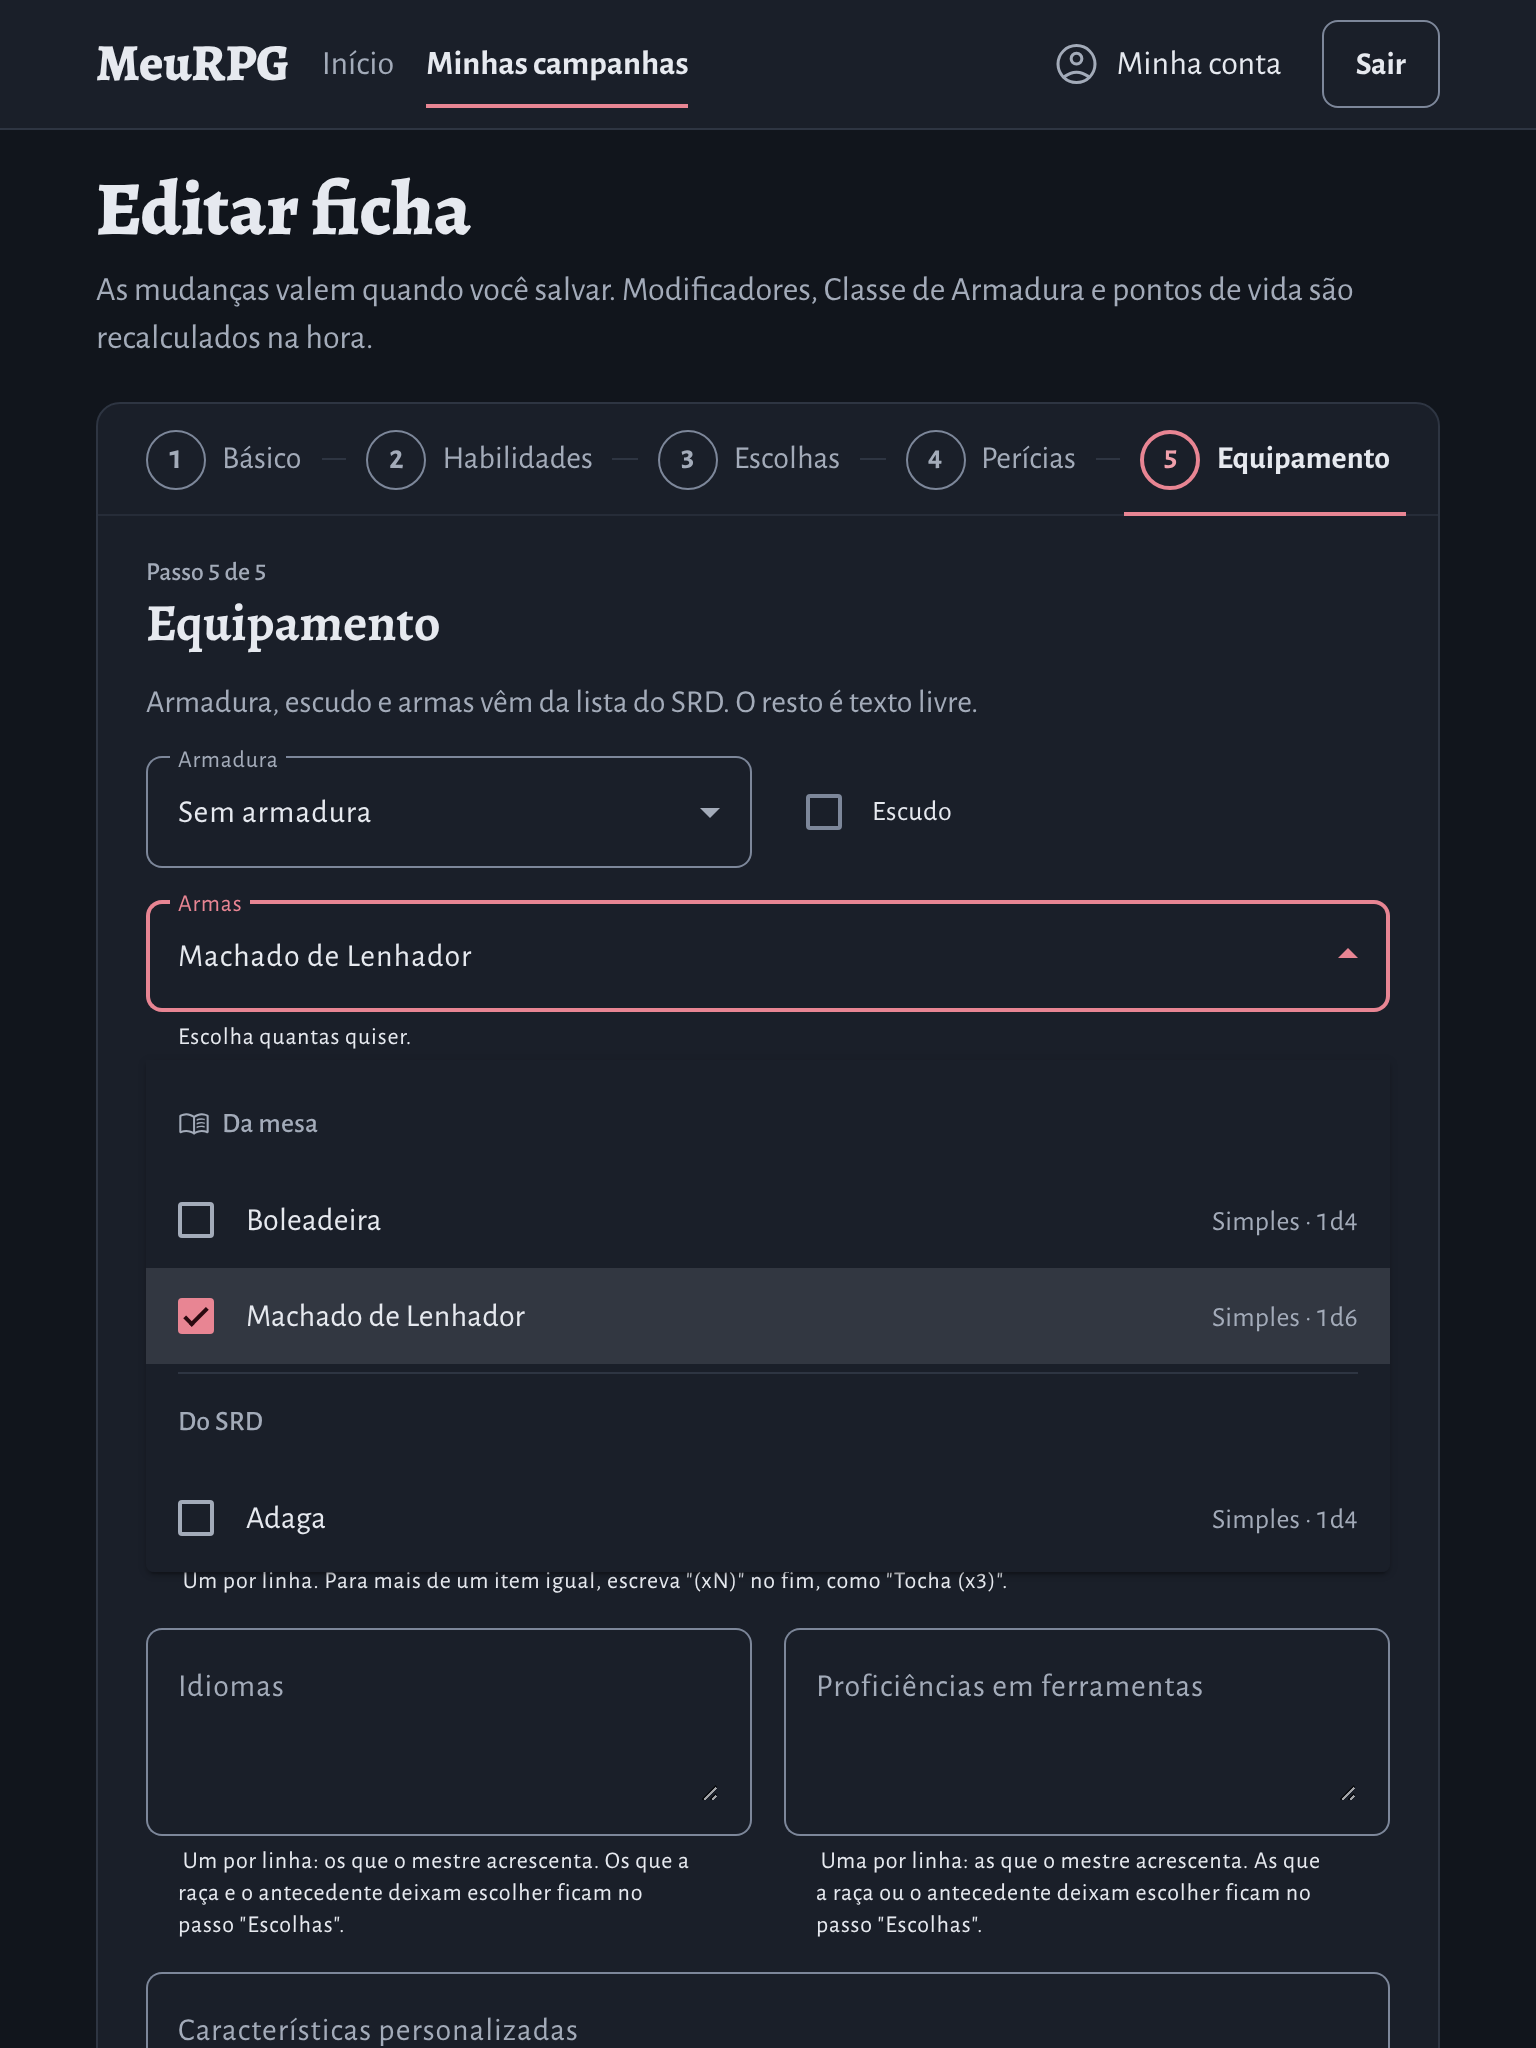 MeuRPG Início Minhas campanhas Minha conta Sair
Editar ficha
As mudanças valem quando você salvar. Modificadores, Classe de Armadura e pontos de vida são
recalculados na hora.
1 Básico 2 Habilidades 3 Escolhas 4 Perícias 5 Equipamento
Passo 5 de 5
Equipamento
Armadura, escudo e armas vêm da lista do SRD. O resto é texto livre.
Armadura
Sem armadura
Escudo
Armas
Machado de Lenhador
Escolha quantas quiser.
Da mesa
Boleadeira Simples · 1d4
Machado de Lenhador Simples · 1d6
Do SRD
Adaga Simples · 1d4
Um por linha. Para mais de um item igual, escreva "(xN)" no fim, como "Tocha (x3)".
Idiomas
Um por linha: os que o mestre acrescenta. Os que a
raça e o antecedente deixam escolher ficam no
passo "Escolhas".
Proficiências em ferramentas
Uma por linha: as que o mestre acrescenta. As que
a raça ou o antecedente deixam escolher ficam no
passo "Escolhas".
Características personalizadas